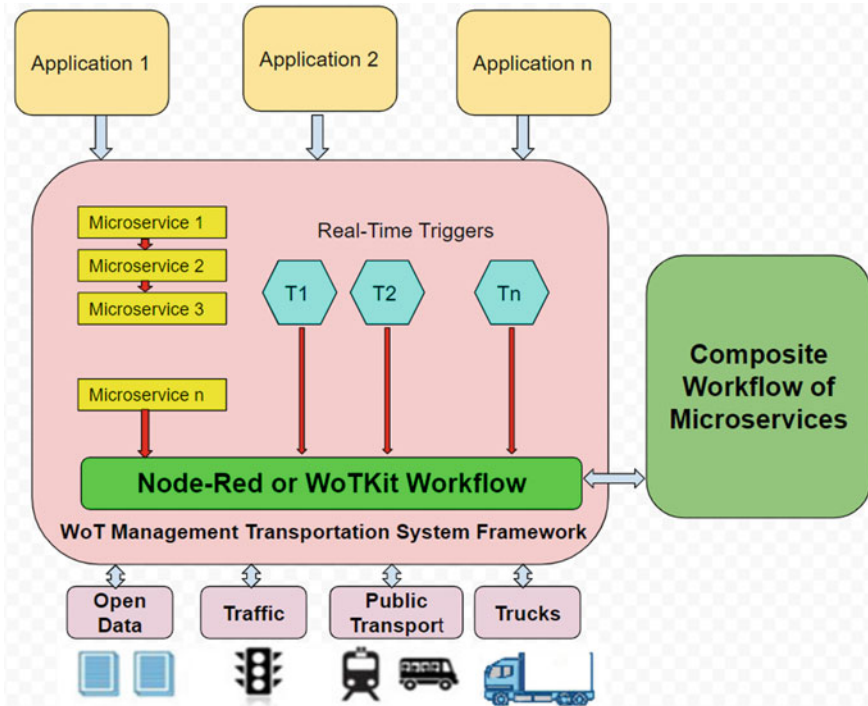 Application 1
Application 2
Application n
Microservice 1
Microservice 2
Microservice 3
Microservice n
Real-Time Triggers
T1
T2
Tn
Node-Red or WoTKit Workflow
WoT Management Transportation System Framework
Composite
Workflow of
Microservices
Open
Data
Traffic
Public
Transport
Trucks